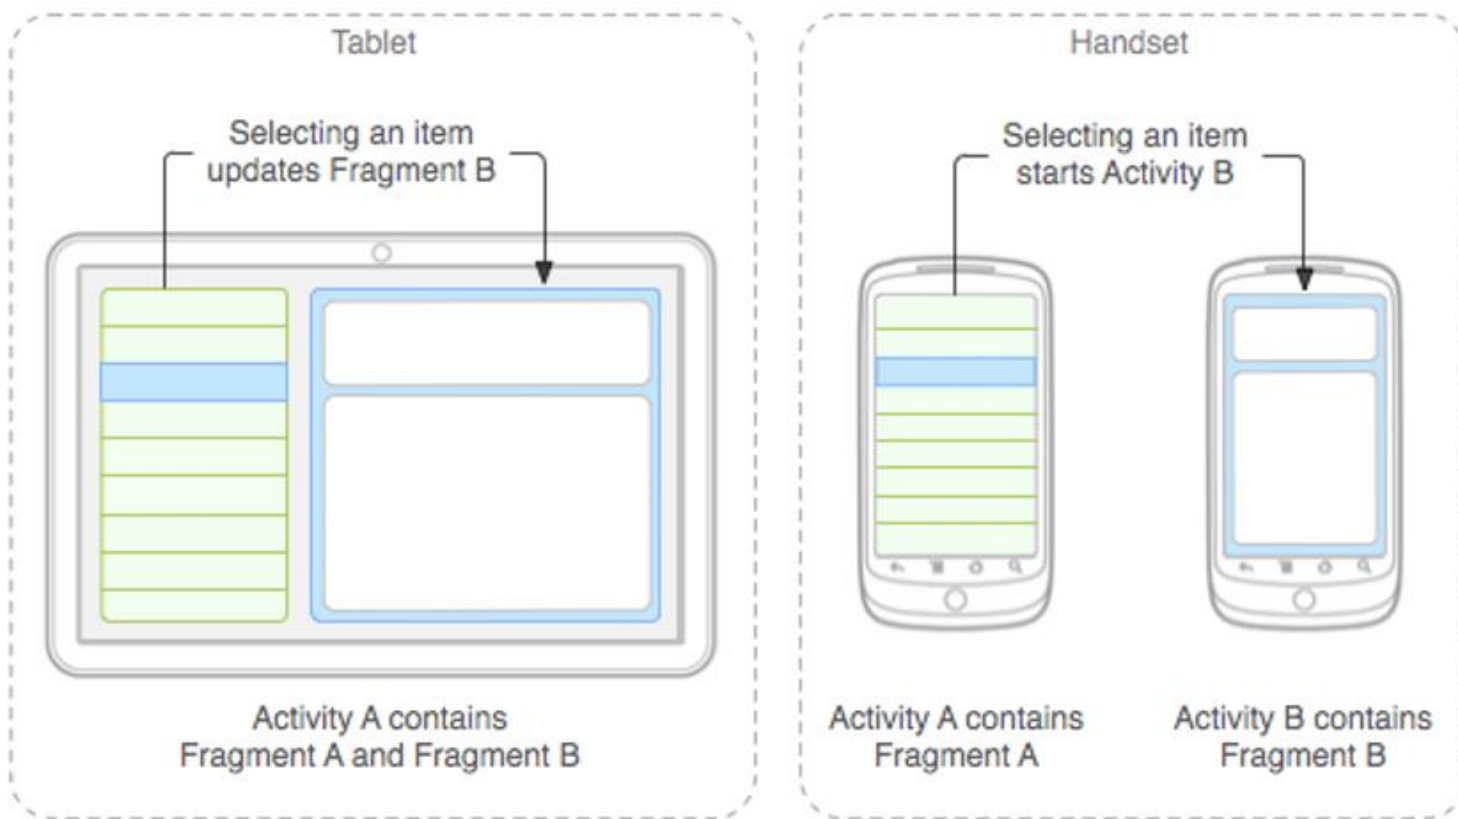 Tablet
Selecting an item
updates Fragment B
Activity A contains
Fragment A and Fragment B
Handset
Selecting an item
starts Activity B
Activity A contains
Fragment A
Activity B contains
Fragment B